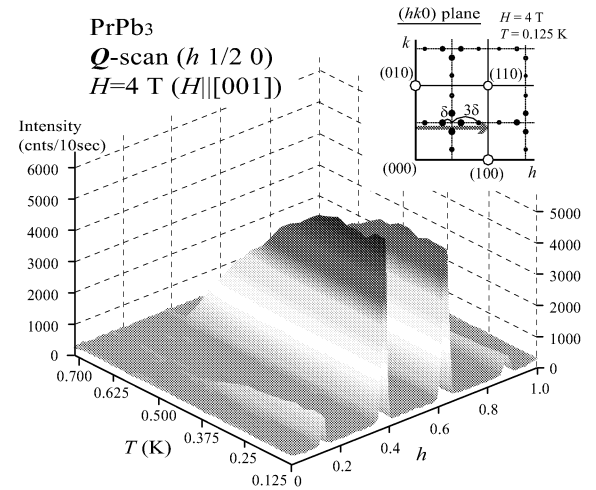 PrPb3
Q-scan (h 1/2 0)
H=4 T (H||[001])
(hk0) plane
H = 4 T
T = 0.125 K
k
(010)
(110)
δ
3δ
(000)
(100)
h
Intensity
(cnts/10sec)
6000
5000
4000
3000
2000
1000
0
5000
4000
3000
2000
1000
0
0.700
0.625
0.500
0.375
0.25
0.125
T (K)
0
0.2
0.4
0.6
0.8
1.0
h